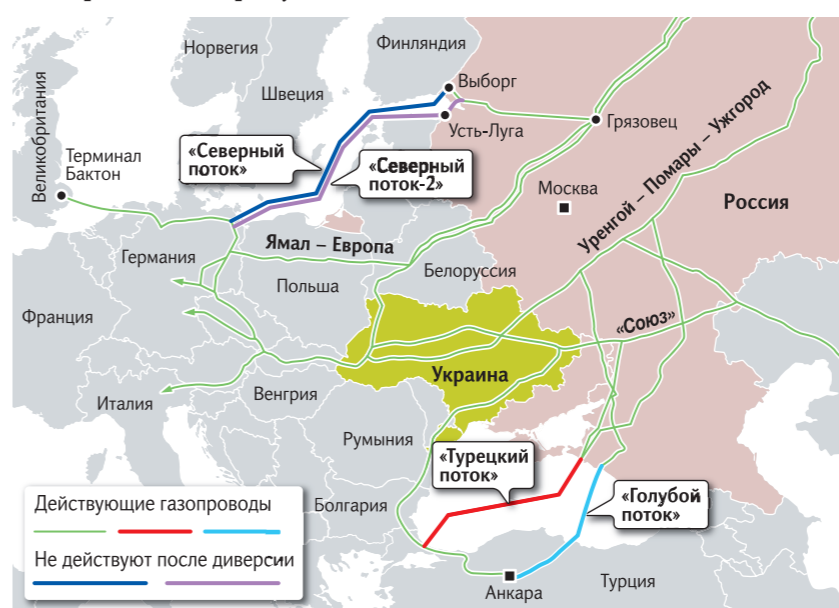 Норвегия
Финляндия
Швеция
Выборг
Усть-Луга
Грязовец
Великобритания
Терминал
Бактон
«Северный
поток»
«Северный
поток-2»
Москва
Уренгой – Помары – Ужгород
Россия
Ямал – Европа
Германия
Польша
Белоруссия
Франция
«Союз»
Украина
Венгрия
Италия
Румыния
«Турецкий
поток»
«Голубой
поток»
Болгария
Анкара
Турция
Действующие газопроводы
Не действуют после диверсии